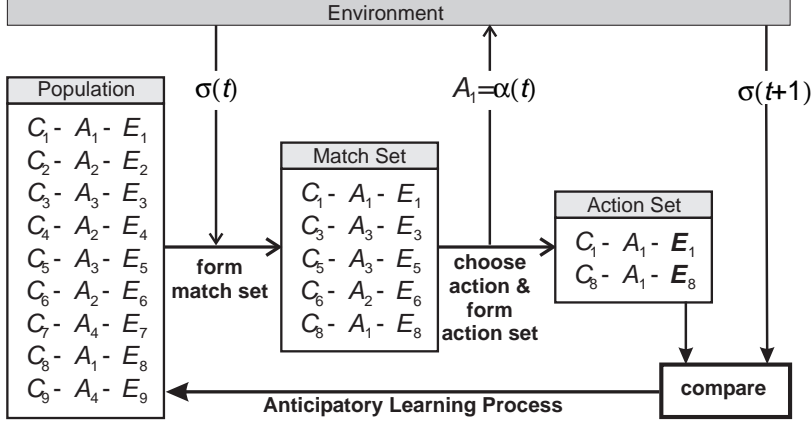 Environment
σ(t)
A₁=α(t)
σ(t+1)
Population
C₁- A₁- E₁
C₂- A₂- E₂
C₃- A₃- E₃
C₄- A₂- E₄
C₅- A₃- E₅
C₆- A₂- E₆
C₇- A₄- E₇
C₈- A₁- E₈
C₉- A₄- E₉
form
match set
Match Set
C₁- A₁- E₁
C₃- A₃- E₃
C₅- A₃- E₅
C₆- A₂- E₆
C₈- A₁- E₈
choose
action &
form
action set
Action Set
C₁- A₁- E₁
C₈- A₁- E₈
compare
Anticipatory Learning Process